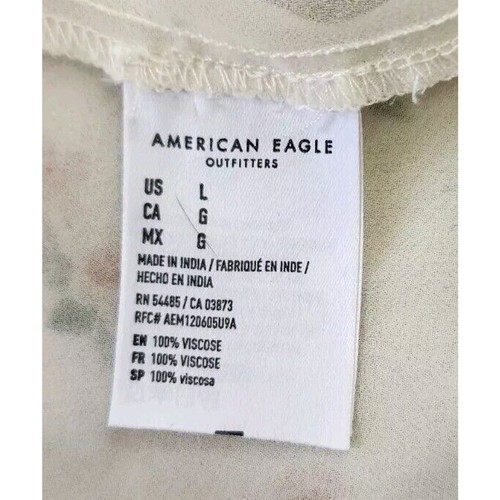 AMERICAN EAGLE
OUTFITTERS
US L
CA G
MX G
MADE IN INDIA / FABRIQUÉ EN INDE /
HECHO EN INDIA
RN 54485 / CA 03873
RFC# AEM120605U9A
EN 100% VISCOSE
FR 100% VISCOSE
SP 100% viscosa